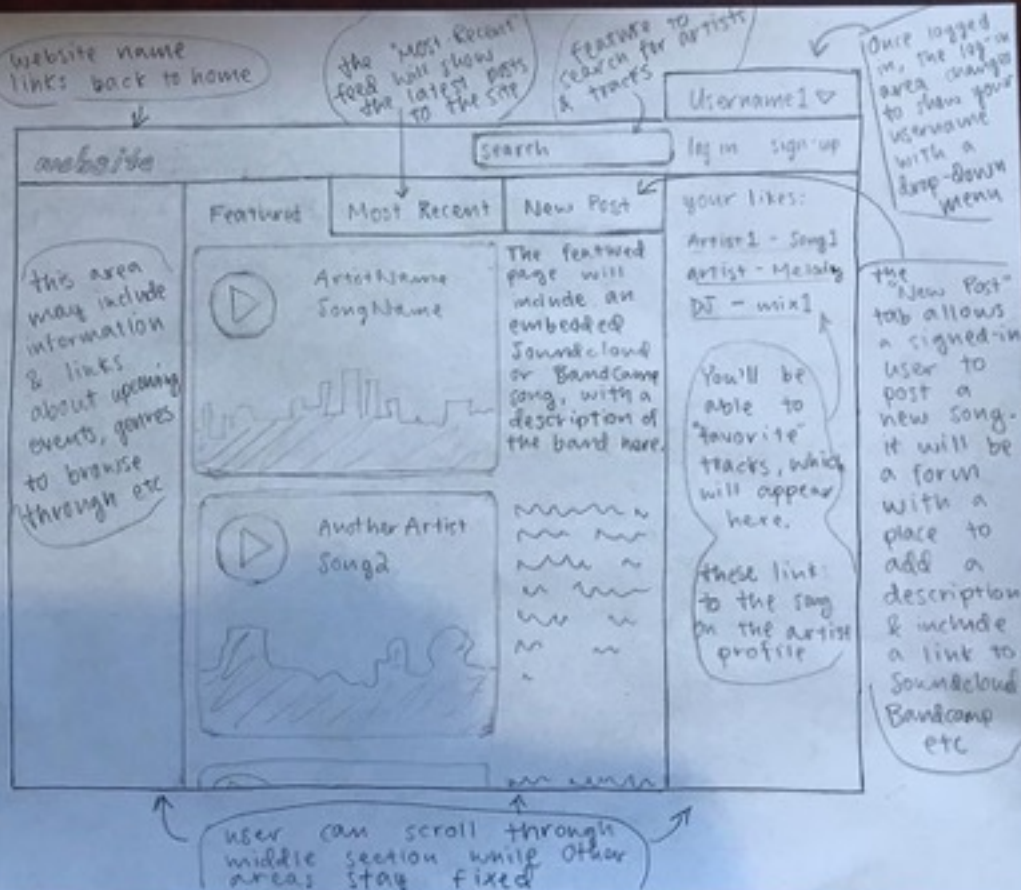 website name
links back to home
the "Most Recent"
feed will show
the latest posts
to the site
feature to
search for artists
& tracks
Once logged
in, the log-in
area changes
to show your
username
with a
drop-down
menu
Username1
website
search
log in sign-up
Featured
Most Recent
New Post
your likes:
Artist1 - Song1
artist - Melody
DJ - mix1
this area
may include
information
& links
about upcoming
events, genres
to browse
through etc
ArtistName
SongName
The featured
page will
include an
embeded
Soundcloud
or BandCamp
song, with a
description of
the band here.
You'll be
able to
"favorite"
tracks, which
will appear
here.
these link
to the song
on the artist
profile
the
"New Post"
tab allows
a signed-in
user to
post a
new song.
it will be
a form
with a
place to
add a
description
& include
a link to
Soundcloud
Bandcamp
etc
Another Artist
Song2
user can scroll through
middle section while other
areas stay fixed